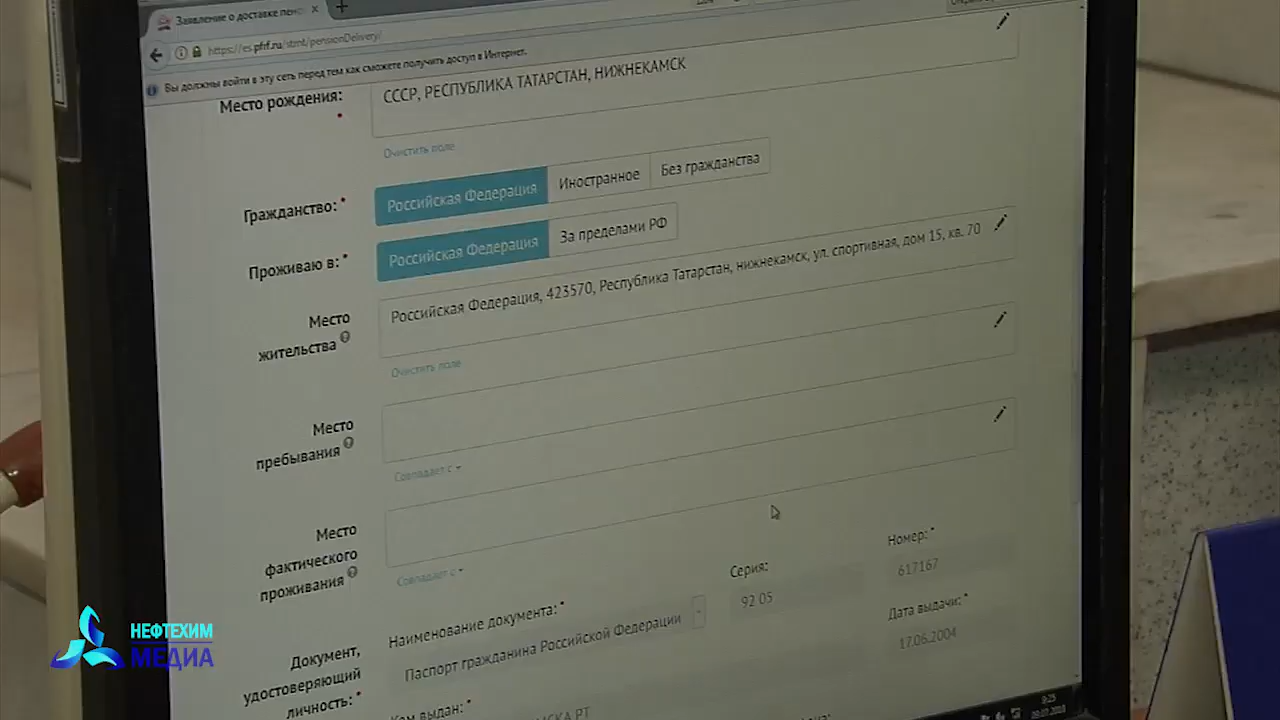 Заявление о доставке пенс
https://es.pfrf.ru/stmt/pensionDelivery/
Вы должны войти в эту сеть перед тем как сможете получить доступ в Интернет.
Место рождения: *
СССР, РЕСПУБЛИКА ТАТАРСТАН, НИЖНЕКАМСК
Очистить поле
Гражданство: *
Российская Федерация Иностранное Без гражданства
Проживаю в: *
Российская Федерация За пределами РФ
Место
жительства
Российская Федерация, 423570, Республика Татарстан, нижнекамск, ул. спортивная, дом 15, кв. 70
Очистить поле
Место
пребывания
Совпадает с
Место
фактического
проживания
Совпадает с
Документ,
удостоверяющий
личность: *
Наименование документа: *
Паспорт гражданина Российской Федерации
Серия:
92 05
Номер: *
617167
Дата выдачи: *
17.06.2004
Кем выдан: *
9:25
НЕФТЕХИМ
МЕДИА